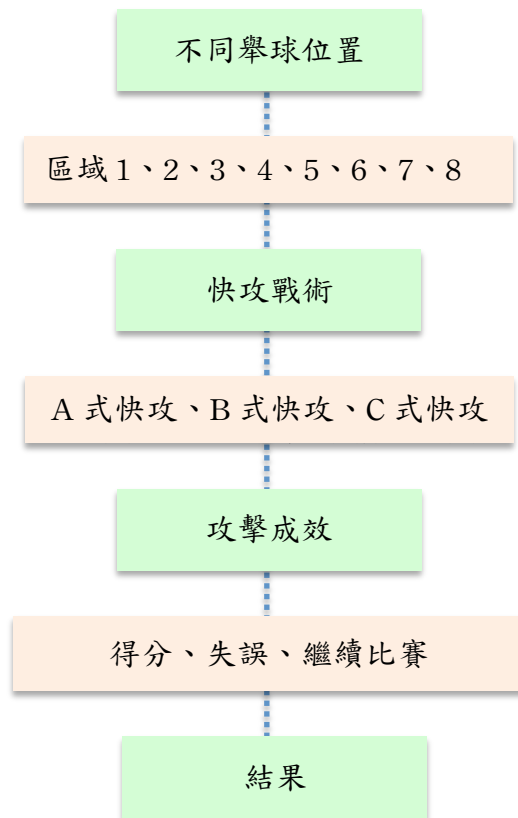 不同舉球位置
區域1、2、3、4、5、6、7、8
快攻戰術
A式快攻、B式快攻、C式快攻
攻擊成效
得分、失誤、繼續比賽
結果